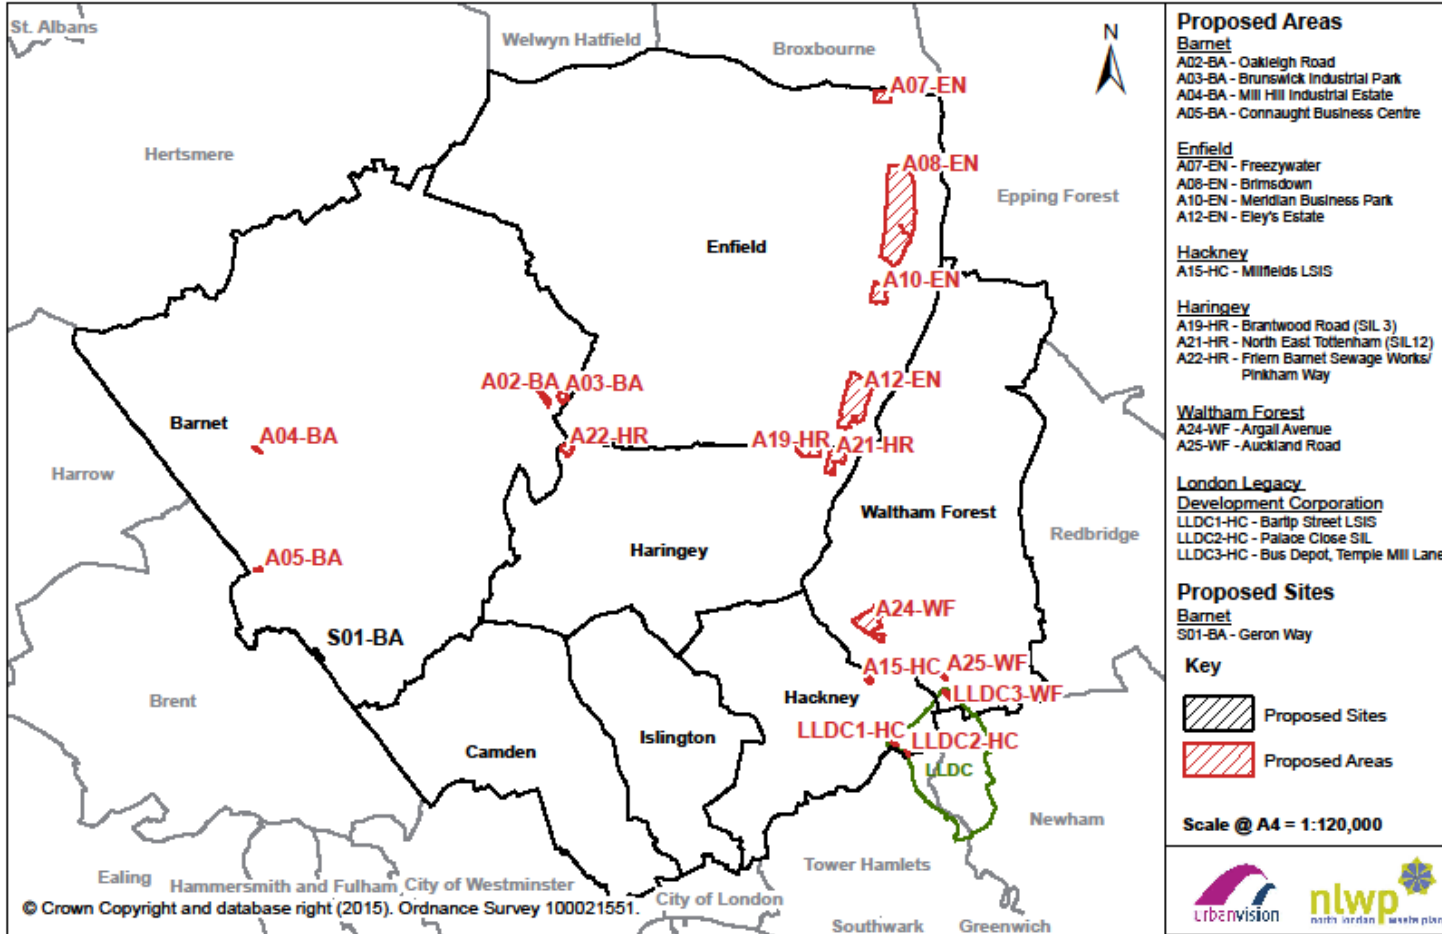 St. Albans
Welwyn Hatfield
Broxbourne
N
A07-EN
Hertsmere
A08-EN
Epping Forest
Enfield
A10-EN
A02-BA
A03-BA
A12-EN
Barnet
A04-BA
A22-HR
A19-HR
A21-HR
Harrow
Waltham Forest
Redbridge
Haringey
A05-BA
A24-WF
S01-BA
A15-HC
A25-WF
Brent
Hackney
LLDC3-WF
Camden
Islington
LLDC1-HC
LLDC2-HC
LLDC
Newham
Tower Hamlets
Ealing
Hammersmith and Fulham
City of Westminster
City of London
© Crown Copyright and database right (2015). Ordnance Survey 100021551.
Southwark
Greenwich
Proposed Areas
Barnet
A02-BA - Oakleigh Road
A03-BA - Brunswick Industrial Park
A04-BA - Mill Hill Industrial Estate
A05-BA - Connaught Business Centre
Enfield
A07-EN - Freezywater
A08-EN - Brimsdown
A10-EN - Meridian Business Park
A12-EN - Eley's Estate
Hackney
A15-HC - Millfields LSIS
Haringey
A19-HR - Brantwood Road (SIL 3)
A21-HR - North East Tottenham (SIL12)
A22-HR - Friern Barnet Sewage Works/
Pinkham Way
Waltham Forest
A24-WF - Argall Avenue
A25-WF - Auckland Road
London Legacy
Development Corporation
LLDC1-HC - Bartip Street LSIS
LLDC2-HC - Palace Close SIL
LLDC3-HC - Bus Depot, Temple Mill Lane
Proposed Sites
Barnet
S01-BA - Geron Way
Key
Proposed Sites
Proposed Areas
Scale @ A4 = 1:120,000
urbanvision
nlwp
north london waste plan